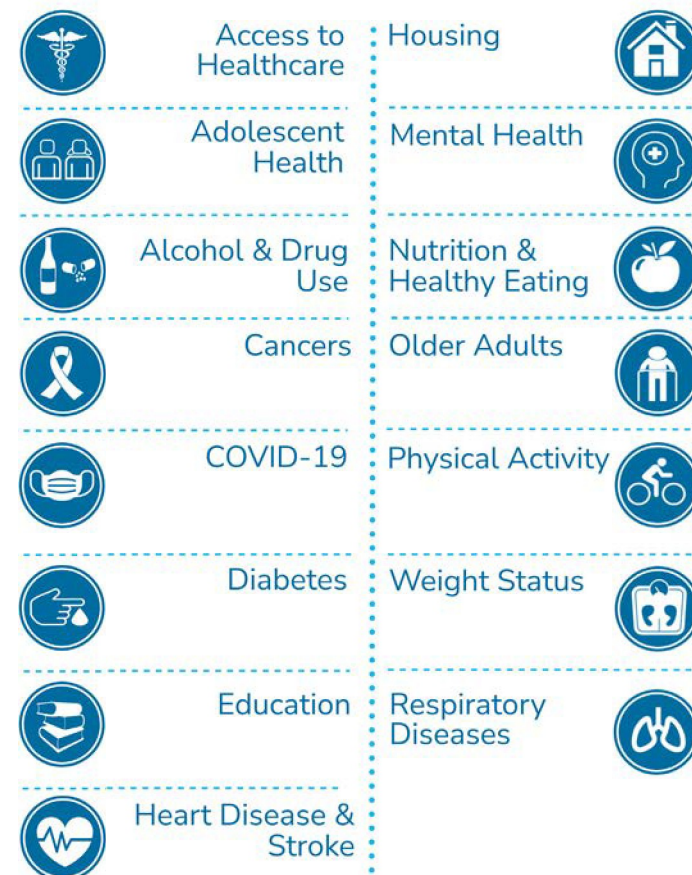 Access to
Healthcare
Adolescent
Health
Alcohol & Drug
Use
Cancers
COVID-19
Diabetes
Education
Heart Disease &
Stroke
Housing
Mental Health
Nutrition &
Healthy Eating
Older Adults
Physical Activity
Weight Status
Respiratory
Diseases